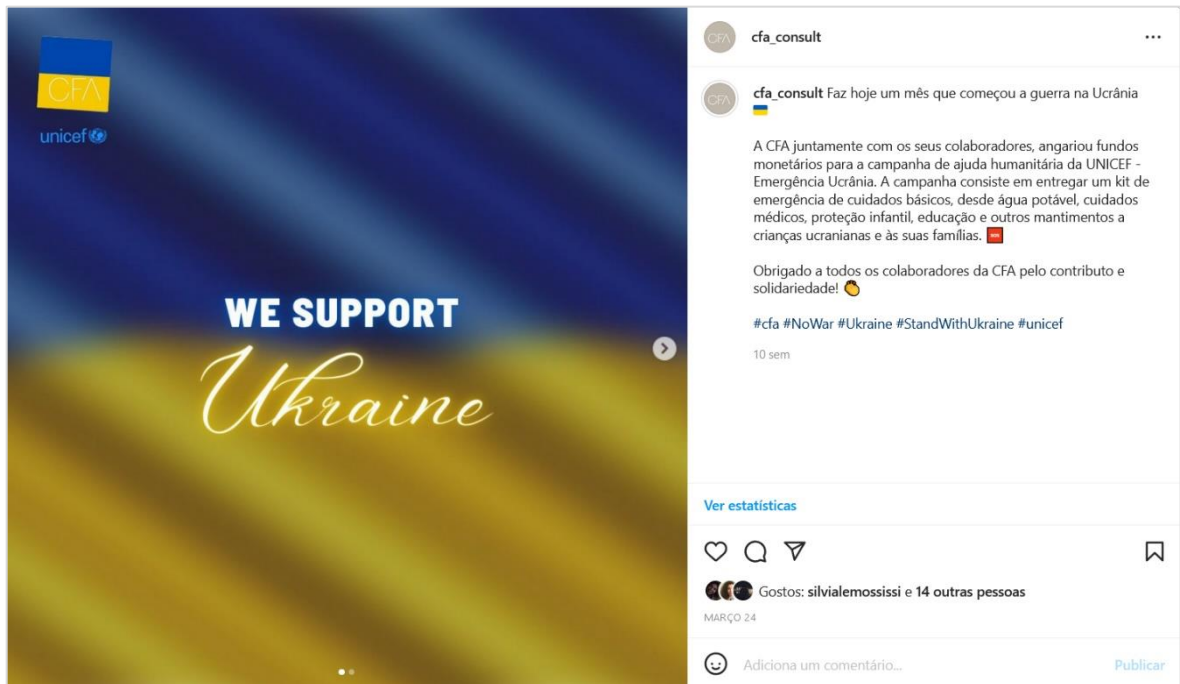 CFA
unicef
WE SUPPORT
Ukraine
CFA
cfa_consult
CFA
cfa_consult Faz hoje um mês que começou a guerra na Ucrânia
A CFA juntamente com os seus colaboradores, angariou fundos
monetários para a campanha de ajuda humanitária da UNICEF -
Emergência Ucrânia. A campanha consiste em entregar um kit de
emergência de cuidados básicos, desde água potável, cuidados
médicos, proteção infantil, educação e outros mantimentos a
crianças ucranianas e às suas famílias.
Obrigado a todos os colaboradores da CFA pelo contributo e
solidariedade!
#cfa #NoWar #Ukraine #StandWithUkraine #unicef
10 sem
Ver estatísticas
Gostos: silvialemossissi e 14 outras pessoas
MARÇO 24
Adiciona um comentário... Publicar